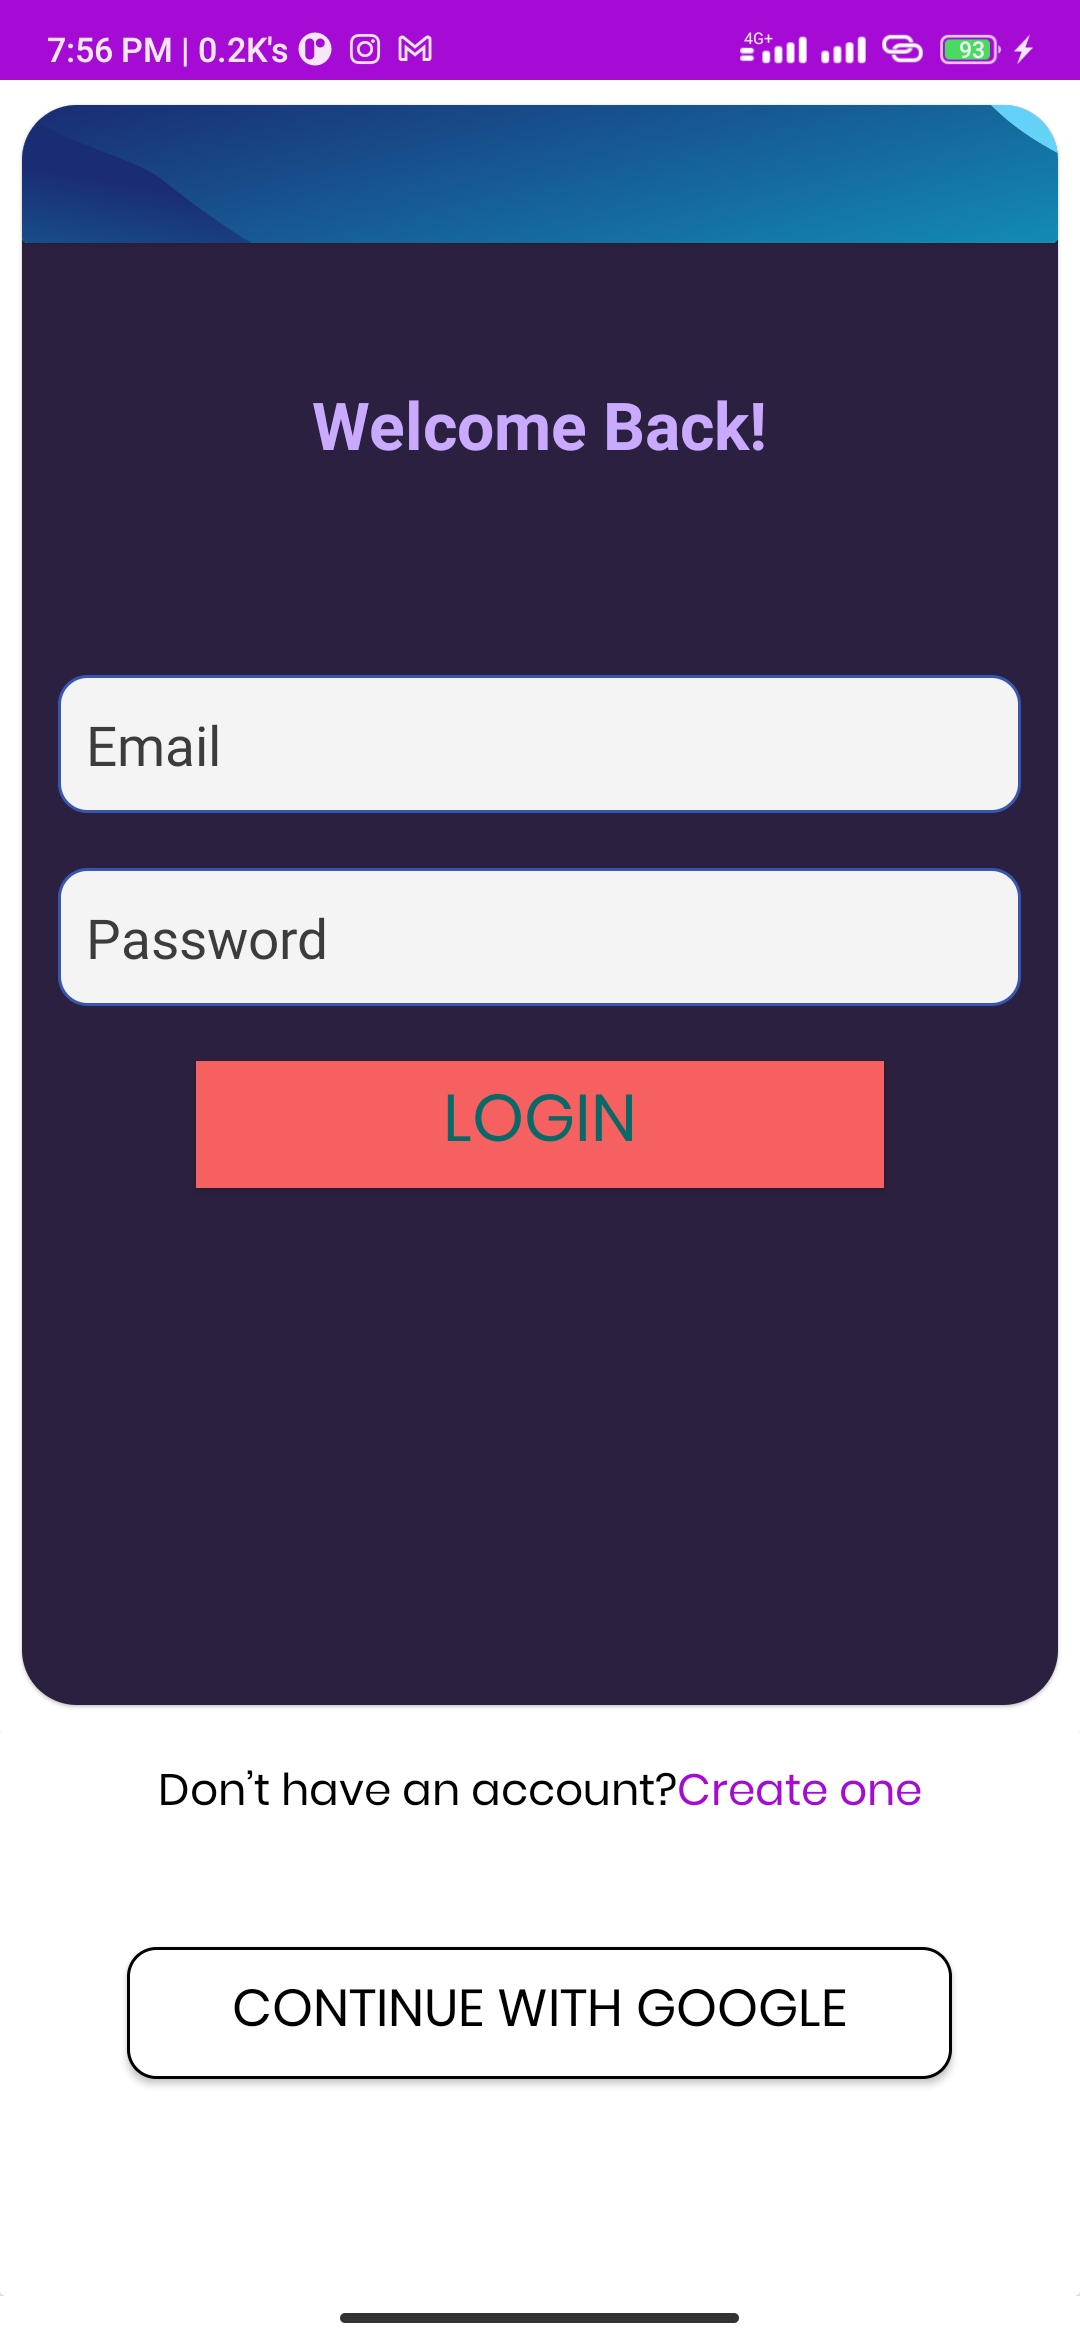 7:56 PM | 0.2K's
4G+
93
Welcome Back!
Email
Password
LOGIN
Don't have an account?Create one
CONTINUE WITH GOOGLE